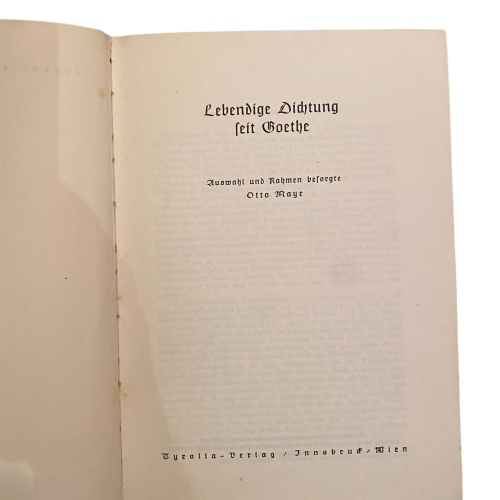 Lebendige Dichtung
seit Goethe
Auswahl und Rahmen besorgte
Otto Mayr
Tyrolia-Verlag / Innsbruck-Wien